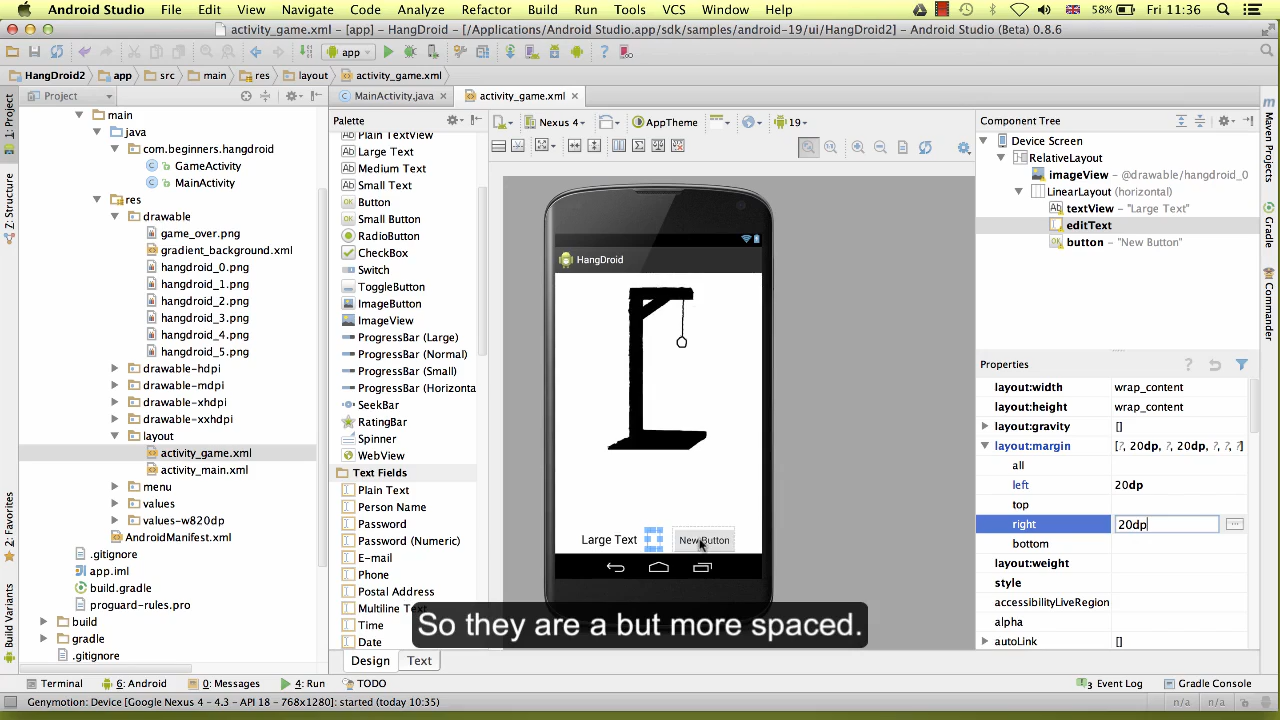 Android Studio File Edit View Navigate Code Analyze Refactor Build Run Tools VCS Window Help 58% Fri 11:36
activity_game.xml - [app] - HangDroid - [/Applications/Android Studio.app/sdk/samples/android-19/ui/HangDroid2] - Android Studio (Beta) 0.8.6
app
HangDroid2 app src main res layout activity_game.xml
1: Project
Z: Structure
2: Favorites
Build Variants
Project
main
java
com.beginners.hangdroid
GameActivity
MainActivity
res
drawable
game_over.png
gradient_background.xml
hangdroid_0.png
hangdroid_1.png
hangdroid_2.png
hangdroid_3.png
hangdroid_4.png
hangdroid_5.png
drawable-hdpi
drawable-mdpi
drawable-xhdpi
drawable-xxhdpi
layout
activity_game.xml
activity_main.xml
menu
values
values-w820dp
AndroidManifest.xml
.gitignore
app.iml
build.gradle
proguard-rules.pro
build
gradle
.gitignore
MainActivity.java activity_game.xml
Palette
Plain TextView
Large Text
Medium Text
Small Text
Button
Small Button
RadioButton
CheckBox
Switch
ToggleButton
ImageButton
ImageView
ProgressBar (Large)
ProgressBar (Normal)
ProgressBar (Small)
ProgressBar (Horizonta
SeekBar
RatingBar
Spinner
WebView
Text Fields
Plain Text
Person Name
Password
Password (Numeric)
E-mail
Phone
Postal Address
Multiline Te
Time
Date
Design Text
Nexus 4 AppTheme 19
HangDroid
Large Text New Button
So they are a but more spaced.
Component Tree
Device Screen
RelativeLayout
imageView - @drawable/hangdroid_0
LinearLayout (horizontal)
textView - "Large Text"
editText
button - "New Button"
Properties
layout:width wrap_content
layout:height wrap_content
layout:gravity []
layout:margin [?, 20dp, ?, 20dp, ?, ?, ?]
all
left 20dp
top
right 20dp
bottom
layout:weight
style
accessibilityLiveRegion
alpha
autoLink []
Maven Projects
Gradle
Commander
Terminal 6: Android 0: Messages 4: Run TODO 3 Event Log Gradle Console
Genymotion: Device [Google Nexus 4 - 4.3 - API 18 - 768x1280]: started (today 10:35) n/a n/a